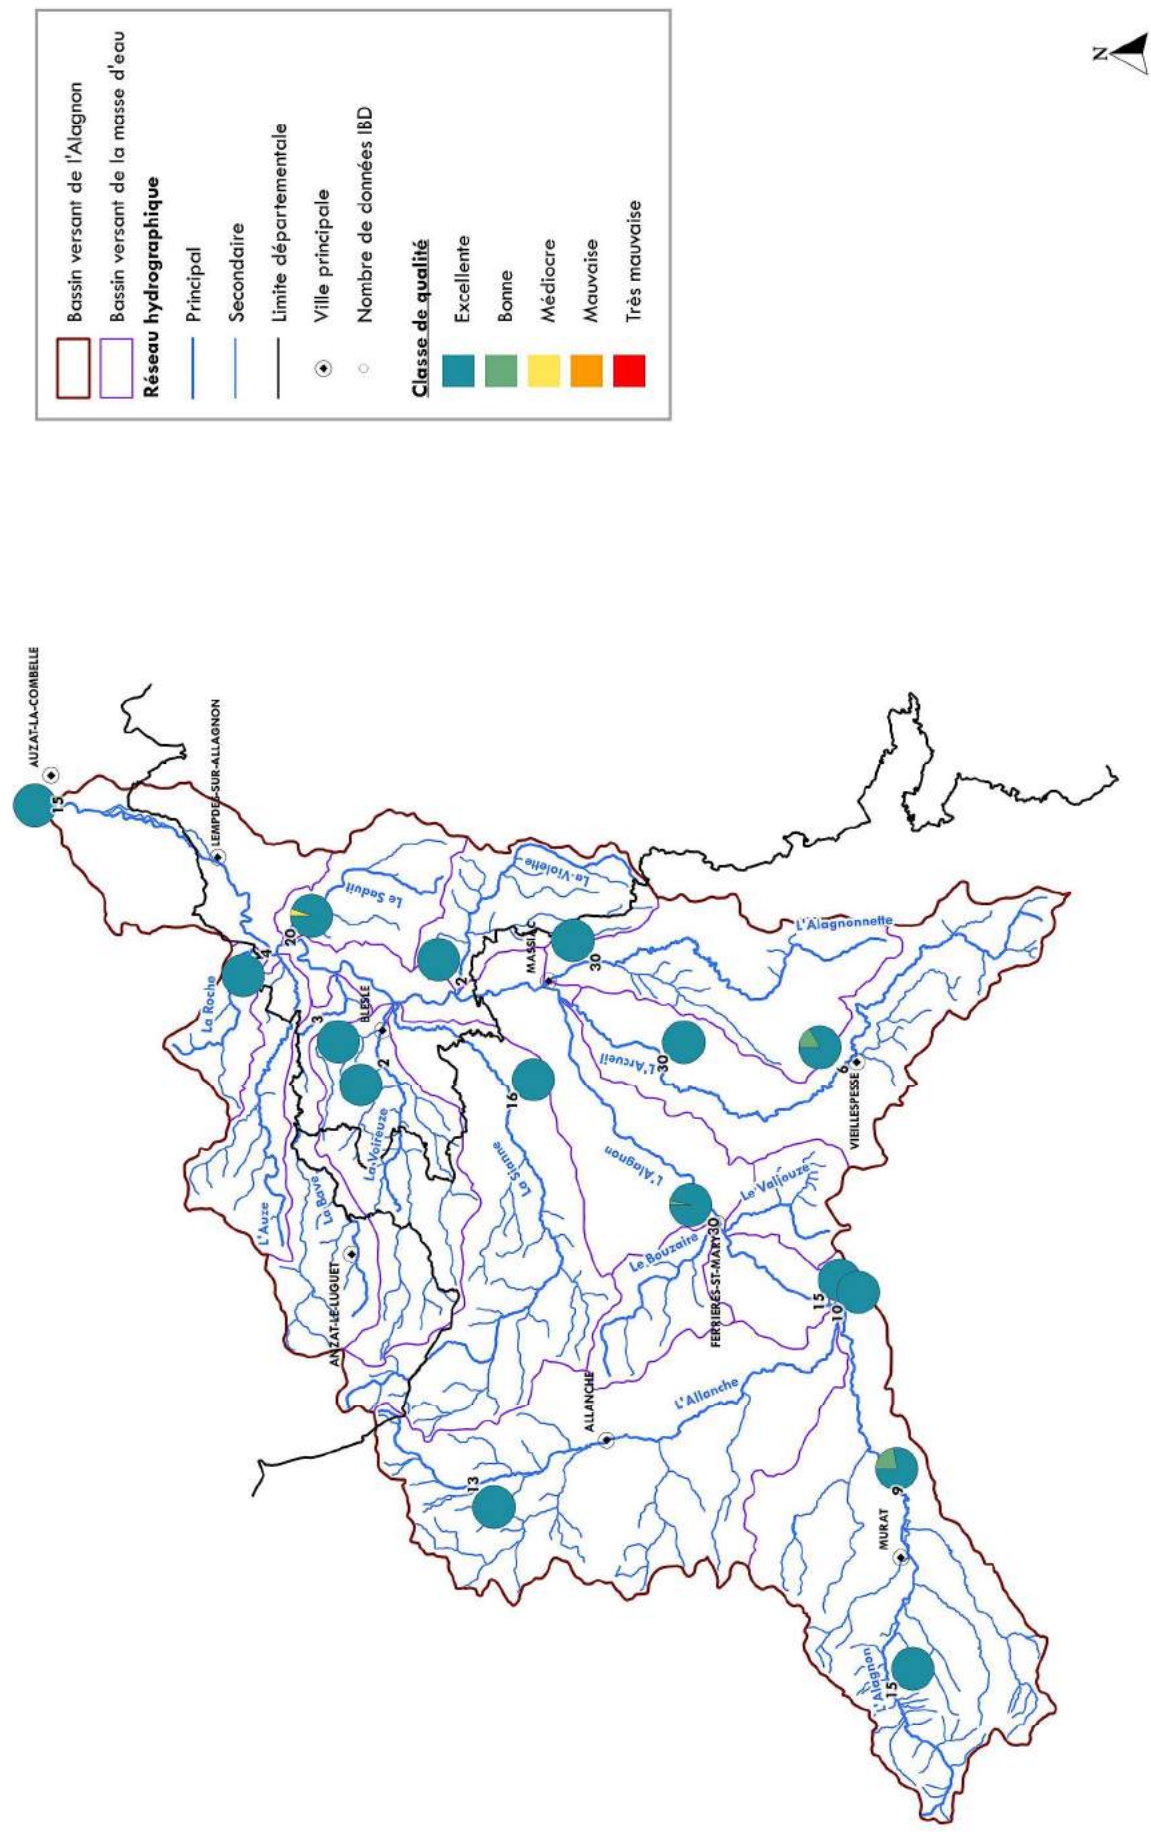 Bassin versant de l'Alagnon
Bassin versant de la masse d'eau
Réseau hydrographique
Principal
Secondaire
Limite départementale
Ville principale
Nombre de données IBD
Classe de qualité
Excellente
Bonne
Médiocre
Mauvaise
Très mauvaise
N
AUZAT-LA-COMBELLE
15
LEMPDES-SUR-ALLAGNON
La Roche
4
20
Le Saduit
L'Auze
3
BLESLE
2
2
La Violette
MASSIAC
30
La Bave
La Voireuze
ANZAT-LE-LUGUET
16
La Sianne
L'Alagnonnette
L'Arcueil
30
6
VIEILLESPESSE
L'Alagnon
Le Valjouze
Le Bouzaire
FERRIERES-ST-MARY
30
15
10
13
ALLANCHE
L'Allanche
9
MURAT
L'Alagnon
15